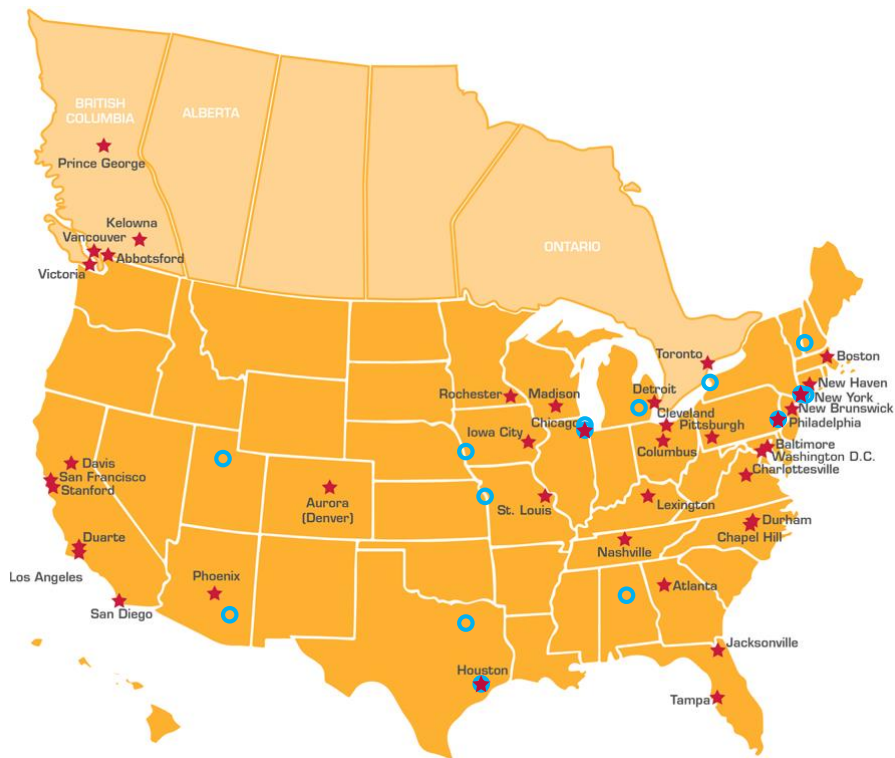 BRITISH
COLUMBIA
ALBERTA
Prince George
Kelowna
Vancouver
Abbotsford
Victoria
ONTARIO
Toronto
Boston
Rochester
Madison
Detroit
New Haven
New York
Chicago
Cleveland
New Brunswick
Iowa City
Pittsburgh
Philadelphia
Columbus
Baltimore
Washington D.C.
Davis
San Francisco
Stanford
Charlottesville
Aurora
(Denver)
St. Louis
Lexington
Durham
Chapel Hill
Duarte
Nashville
Los Angeles
Phoenix
Atlanta
San Diego
Jacksonville
Houston
Tampa